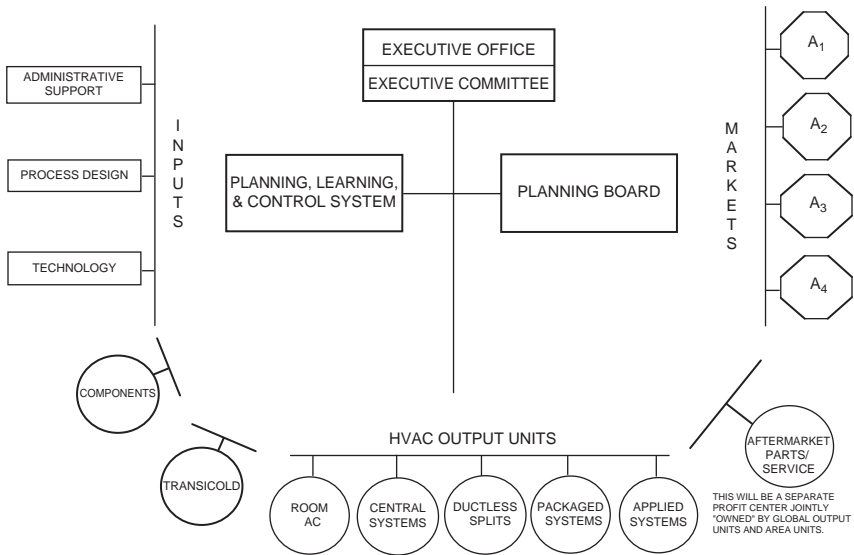 EXECUTIVE OFFICE
EXECUTIVE COMMITTEE
ADMINISTRATIVE
SUPPORT
PROCESS DESIGN
TECHNOLOGY
INPUTS
PLANNING, LEARNING,
& CONTROL SYSTEM
PLANNING BOARD
MARKETS
A1
A2
A3
A4
COMPONENTS
TRANSICOLD
HVAC OUTPUT UNITS
ROOM
AC
CENTRAL
SYSTEMS
DUCTLESS
SPLITS
PACKAGED
SYSTEMS
APPLIED
SYSTEMS
AFTERMARKET
PARTS/
SERVICE
THIS WILL BE A SEPARATE
PROFIT CENTER JOINTLY
"OWNED" BY GLOBAL OUTPUT
UNITS AND AREA UNITS.